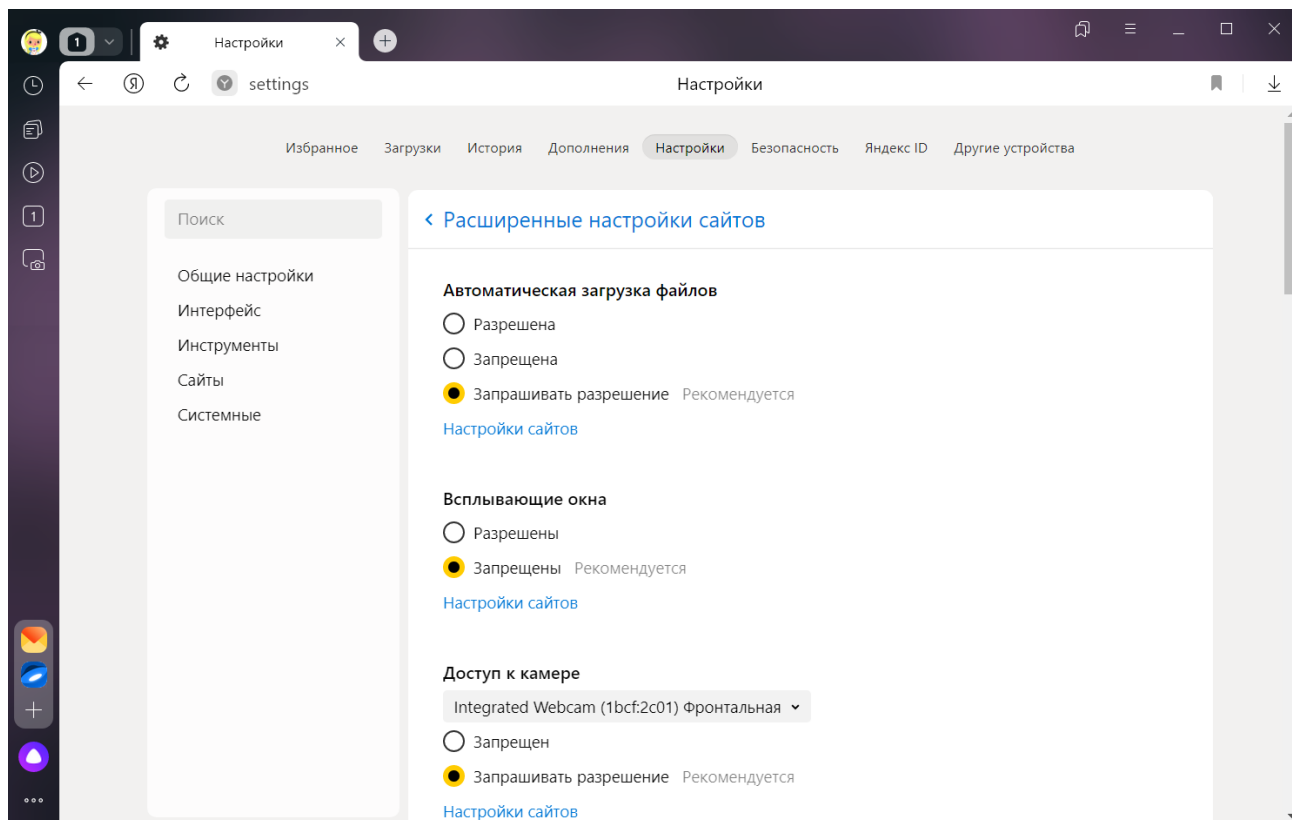 1
Настройки
Я
settings
Настройки
1
Избранное Загрузки История Дополнения Настройки Безопасность Яндекс ID Другие устройства
Поиск
Общие настройки
Интерфейс
Инструменты
Сайты
Системные
Расширенные настройки сайтов
Автоматическая загрузка файлов
Разрешена
Запрещена
Запрашивать разрешение Рекомендуется
Настройки сайтов
Всплывающие окна
Разрешены
Запрещены Рекомендуется
Настройки сайтов
Доступ к камере
Integrated Webcam (1bcf:2c01) Фронтальная
Запрещен
Запрашивать разрешение Рекомендуется
Настройки сайтов